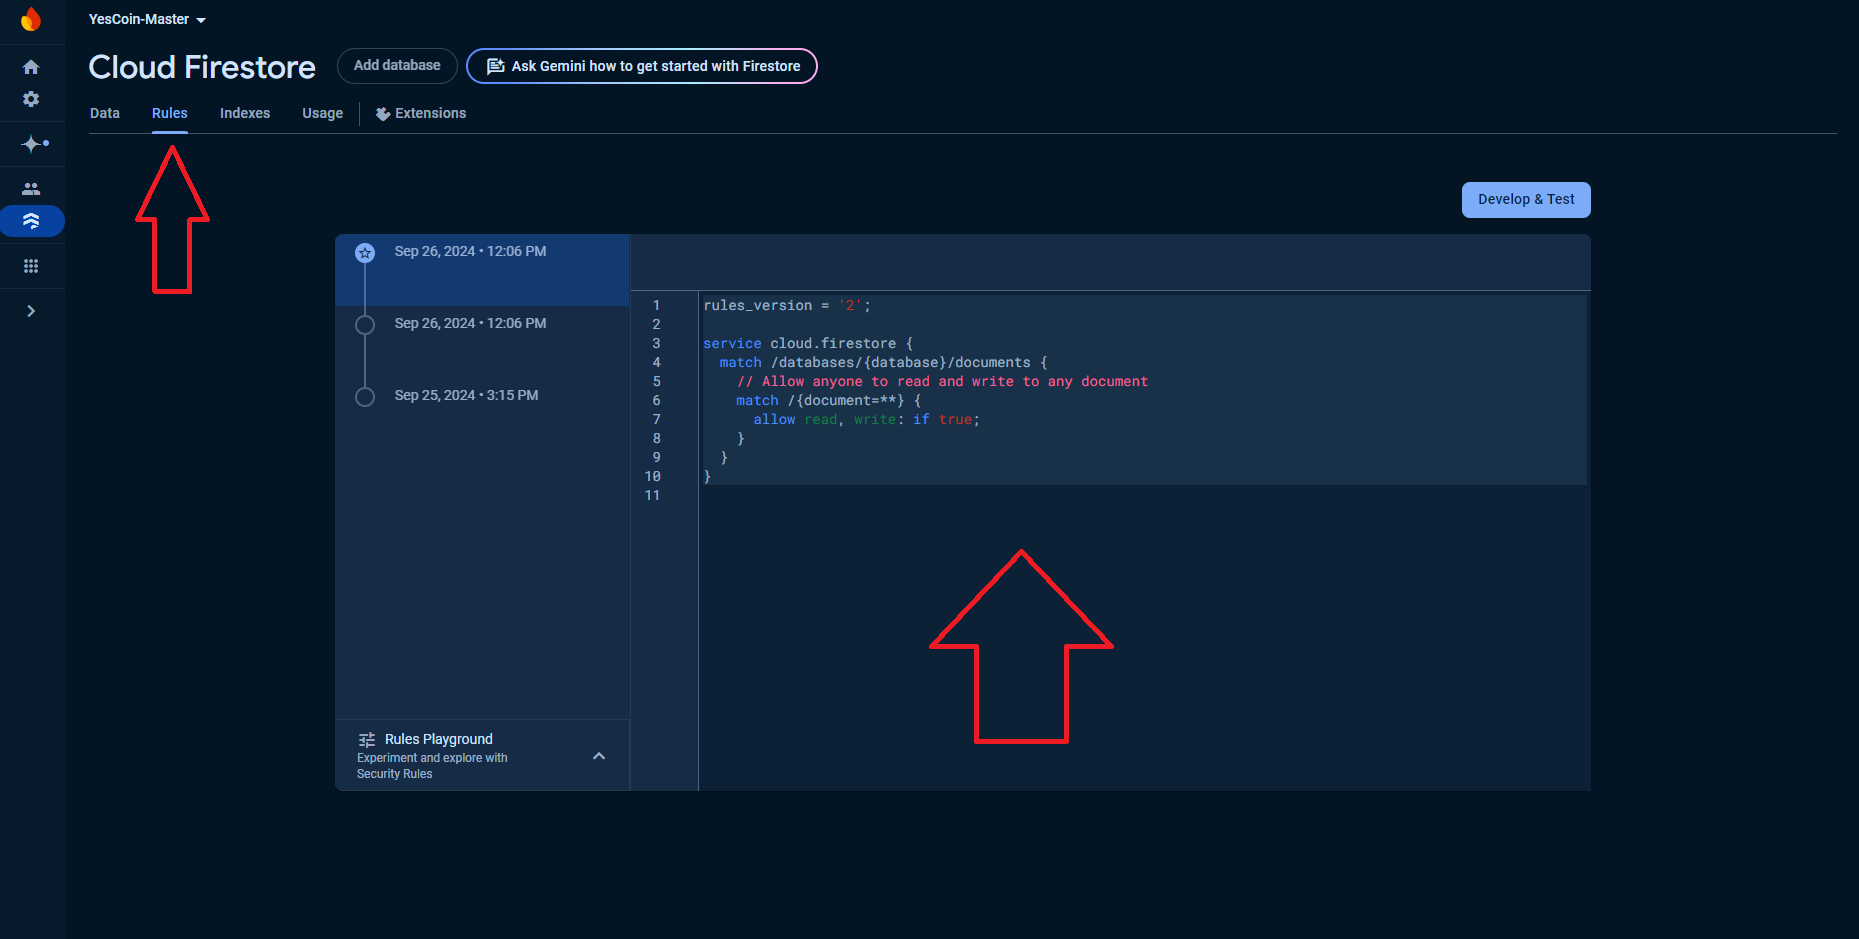 YesCoin-Master
Cloud Firestore
Add database
Ask Gemini how to get started with Firestore
Data
Rules
Indexes
Usage
Extensions
Develop & Test
Sep 26, 2024 • 12:06 PM
Sep 26, 2024 • 12:06 PM
Sep 25, 2024 • 3:15 PM
1 rules_version = '2';
2
3 service cloud.firestore {
4   match /databases/{database}/documents {
5     // Allow anyone to read and write to any document
6     match /{document=**} {
7       allow read, write: if true;
8     }
9   }
10 }
11
Rules Playground
Experiment and explore with
Security Rules